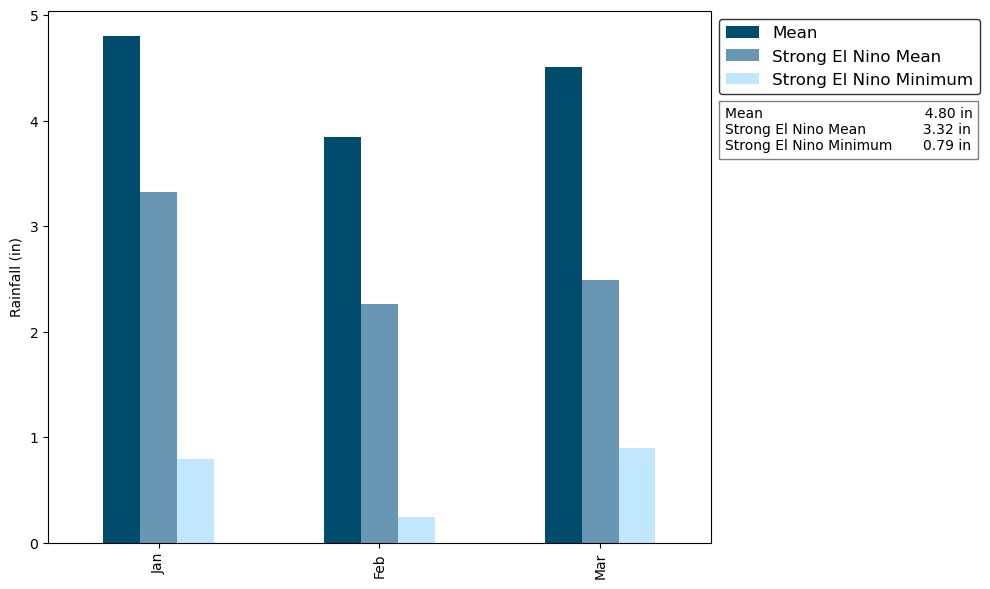 5
4
3
2
1
0
Rainfall (in)
Jan
Feb
Mar
Mean
Strong El Nino Mean
Strong El Nino Minimum
Mean 4.80 in
Strong El Nino Mean 3.32 in
Strong El Nino Minimum 0.79 in